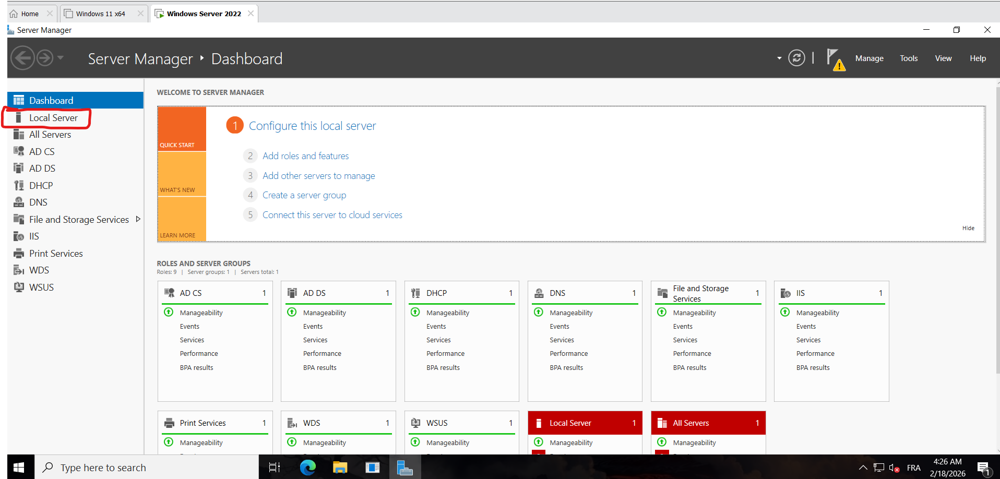 Home
Windows 11 x64
Windows Server 2022
Server Manager
Server Manager Dashboard
Manage Tools View Help
Dashboard
Local Server
All Servers
AD CS
AD DS
DHCP
DNS
File and Storage Services
IIS
Print Services
WDS
WSUS
WELCOME TO SERVER MANAGER
QUICK START
WHAT'S NEW
LEARN MORE
1 Configure this local server
2 Add roles and features
3 Add other servers to manage
4 Create a server group
5 Connect this server to cloud services
Hide
ROLES AND SERVER GROUPS
Roles: 9 | Server groups: 1 | Servers total: 1
AD CS 1
Manageability
Events
Services
Performance
BPA results
AD DS 1
Manageability
Events
Services
Performance
BPA results
DHCP 1
Manageability
Events
Services
Performance
BPA results
DNS 1
Manageability
Events
Services
Performance
BPA results
File and Storage
Services 1
Manageability
Events
Services
Performance
BPA results
IIS 1
Manageability
Events
Services
Performance
BPA results
Print Services 1
Manageability
WDS 1
Manageability
WSUS 1
Manageability
Local Server 1
Manageability
All Servers 1
Manageability
Type here to search
FRA
4:26 AM
2/18/2026
1